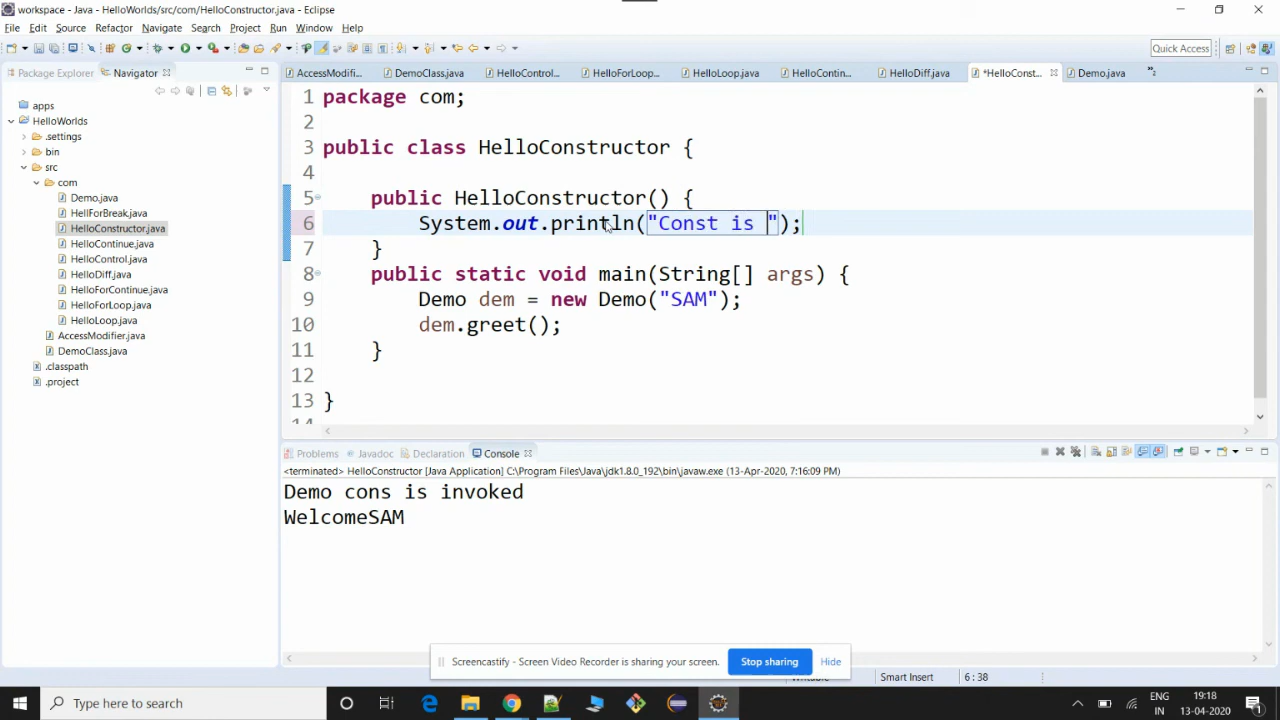 workspace - HelloWorlds/src/com/HelloConstructor.java - Eclipse
File Edit Source Refactor Navigate Search Project Run Window Help
Quick Access
Package Explorer Navigator
AccessModifi... DemoClass.java HelloControl... HelloForLoop... HelloLoop.java HelloContin... HelloDiff.java *HelloConst... Demo.java
apps
HelloWorlds
.settings
bin
src
com
Demo.java
HellForBreak.java
HelloConstructor.java
HelloContinue.java
HelloControl.java
HelloDiff.java
HelloForContinue.java
HelloForLoop.java
HelloLoop.java
AccessModifier.java
DemoClass.java
.classpath
.project
1 package com;
2
3 public class HelloConstructor {
4
5 public HelloConstructor() {
6 System.out.println("Const is ");
7 }
8 public static void main(String[] args) {
9 Demo dem = new Demo("SAM");
10 dem.greet();
11 }
12
13 }
14
Problems Javadoc Declaration Console
<terminated> HelloConstructor [Java Application] C:\Program Files\Java\jdk1.8.0_192\bin\javaw.exe (13-Apr-2020, 7:16:09 PM)
Demo cons is invoked
WelcomeSAM
Screencastify - Screen Video Recorder is sharing your screen. Stop sharing Hide
Writable Smart Insert 6 : 38
Type here to search
ENG
IN
19:18
13-04-2020
1